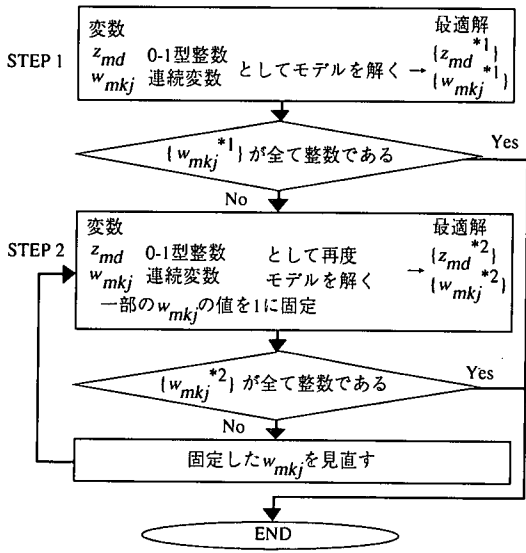 変数 最適解
STEP 1 z_md 0-1型整数 としてモデルを解く → {z_md*1}
w_mkj 連続変数 {w_mkj*1}
{w_mkj*1} が全て整数である Yes
No
変数 最適解
STEP 2 z_md 0-1型整数 として再度 → {z_md*2}
w_mkj 連続変数 モデルを解く {w_mkj*2}
一部のw_mkjの値を1に固定
{w_mkj*2} が全て整数である Yes
No
固定したw_mkjを見直す
END